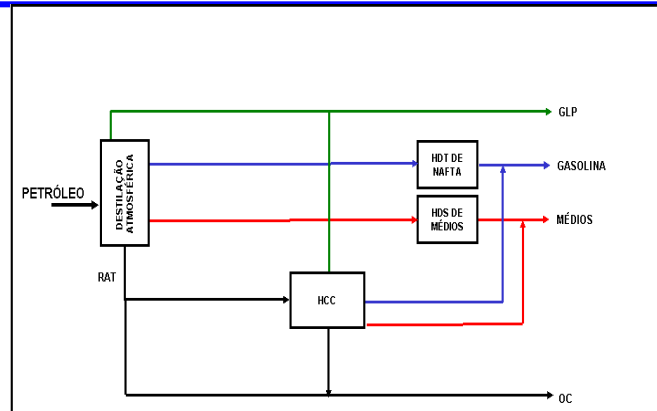 GLP
HDT DE
NAFTA
GASOLINA
DESTILAÇÃO
ATMOSFÉRICA
PETRÓLEO
HDS DE
MÉDIOS
MÉDIOS
RAT
HCC
OC